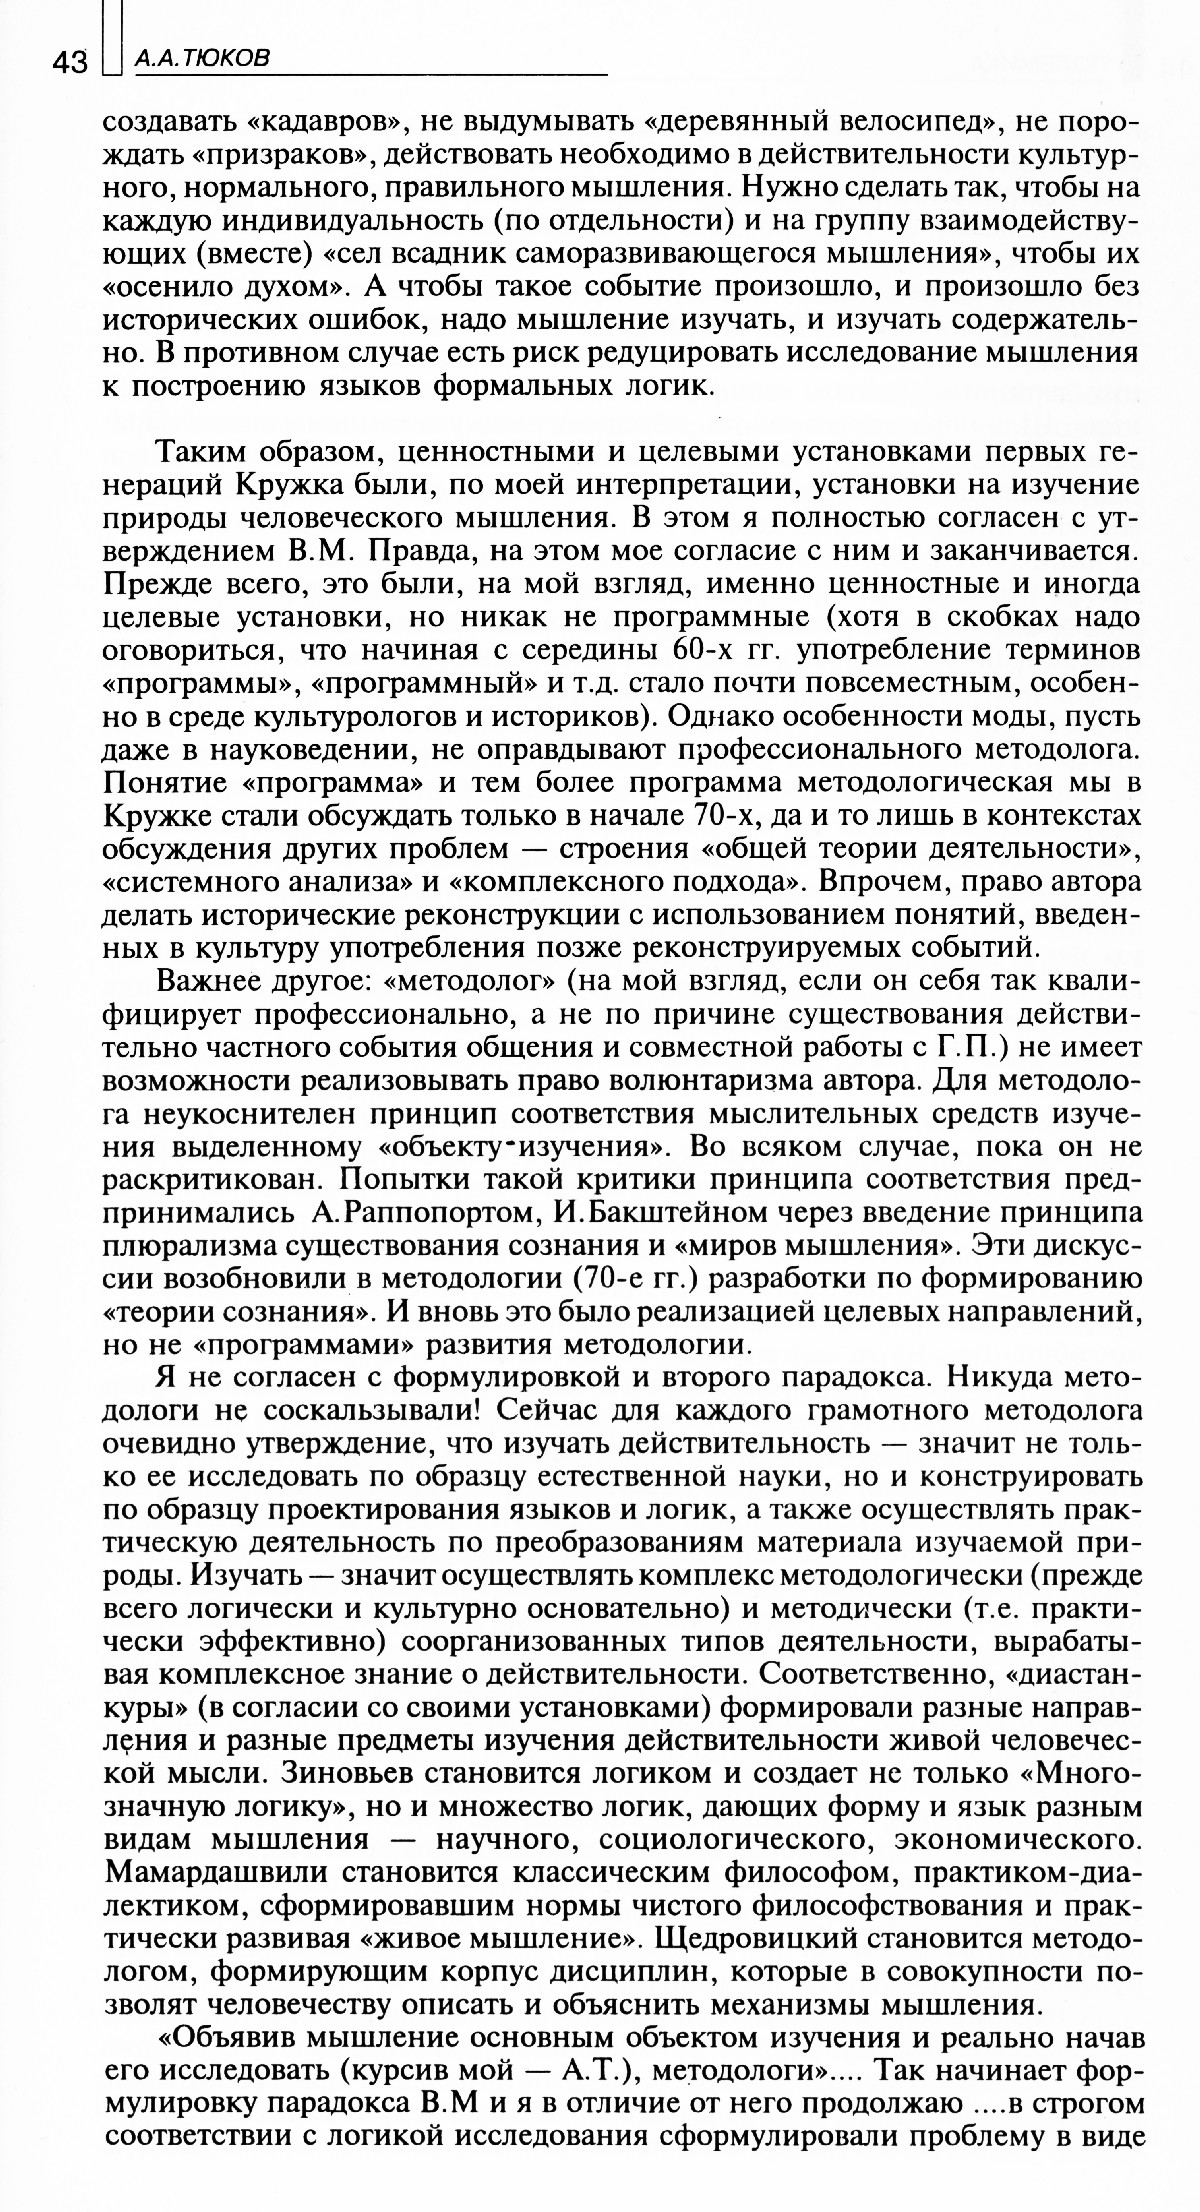 43
А.А. ТЮКОВ
создавать «кадавров», не выдумывать «деревянный велосипед», не поро-
ждать «призраков», действовать необходимо в действительности культур-
ного, нормального, правильного мышления. Нужно сделать так, чтобы на
каждую индивидуальность (по отдельности) и на группу взаимодейству-
ющих (вместе) «сел всадник саморазвивающегося мышления», чтобы их
«осенило духом». А чтобы такое событие произошло, и произошло без
исторических ошибок, надо мышление изучать, и изучать содержатель-
но. В противном случае есть риск редуцировать исследование мышления
к построению языков формальных логик.
Таким образом, ценностными и целевыми установками первых ге-
нераций Кружка были, по моей интерпретации, установки на изучение
природы человеческого мышления. В этом я полностью согласен с ут-
верждением В.М. Правда, на этом мое согласие с ним и заканчивается.
Прежде всего, это были, на мой взгляд, именно ценностные и иногда
целевые установки, но никак не программные (хотя в скобках надо
оговориться, что начиная с середины 60-х гг. употребление терминов
«программы», «программный» и т.д. стало почти повсеместным, особен-
но в среде культурологов и историков). Однако особенности моды, пусть
даже в науковедении, не оправдывают профессионального методолога.
Понятие «программа» и тем более программа методологическая мы в
Кружке стали обсуждать только в начале 70-х, да и то лишь в контекстах
обсуждения других проблем — строения «общей теории деятельности»,
«системного анализа» и «комплексного подхода». Впрочем, право автора
делать исторические реконструкции с использованием понятий, введен-
ных в культуру употребления позже реконструируемых событий.
Важнее другое: «методолог» (на мой взгляд, если он себя так квали-
фицирует профессионально, а не по причине существования действи-
тельно частного события общения и совместной работы с Г.П.) не имеет
возможности реализовывать право волюнтаризма автора. Для методоло-
га неукоснителен принцип соответствия мыслительных средств изуче-
ния выделенному «объекту изучения». Во всяком случае, пока он не
раскритикован. Попытки такой критики принципа соответствия пред-
принимались А.Раппопортом, И.Бакштейном через введение принципа
плюрализма существования сознания и «миров мышления». Эти дискус-
сии возобновили в методологии (70-е гг.) разработки по формированию
«теории сознания». И вновь это было реализацией целевых направлений,
но не «программами» развития методологии.
Я не согласен с формулировкой и второго парадокса. Никуда мето-
дологи не соскальзывали! Сейчас для каждого грамотного методолога
очевидно утверждение, что изучать действительность — значит не толь-
ко ее исследовать по образцу естественной науки, но и конструировать
по образцу проектирования языков и логик, а также осуществлять прак-
тическую деятельность по преобразованиям материала изучаемой при-
роды. Изучать — значит осуществлять комплекс методологически (прежде
всего логически и культурно основательно) и методически (т.е. практи-
чески эффективно) соорганизованных типов деятельности, вырабаты-
вая комплексное знание о действительности. Соответственно, «диастан-
куры» (в согласии со своими установками) формировали разные направ-
ления и разные предметы изучения действительности живой человечес-
кой мысли. Зиновьев становится логиком и создает не только «Много-
значную логику», но и множество логик, дающих форму и язык разным
видам мышления — научного, социологического, экономического.
Мамардашвили становится классическим философом, практиком-диа-
лектиком, сформировавшим нормы чистого философствования и прак-
тически развивая «живое мышление». Щедровицкий становится методо-
логом, формирующим корпус дисциплин, которые в совокупности по-
зволят человечеству описать и объяснить механизмы мышления.
«Объявив мышление основным объектом изучения и реально начав
его исследовать (курсив мой — А.Т.), методологи».... Так начинает фор-
мулировку парадокса В.М и я в отличие от него продолжаю ....в строгом
соответствии с логикой исследования сформулировали проблему в виде